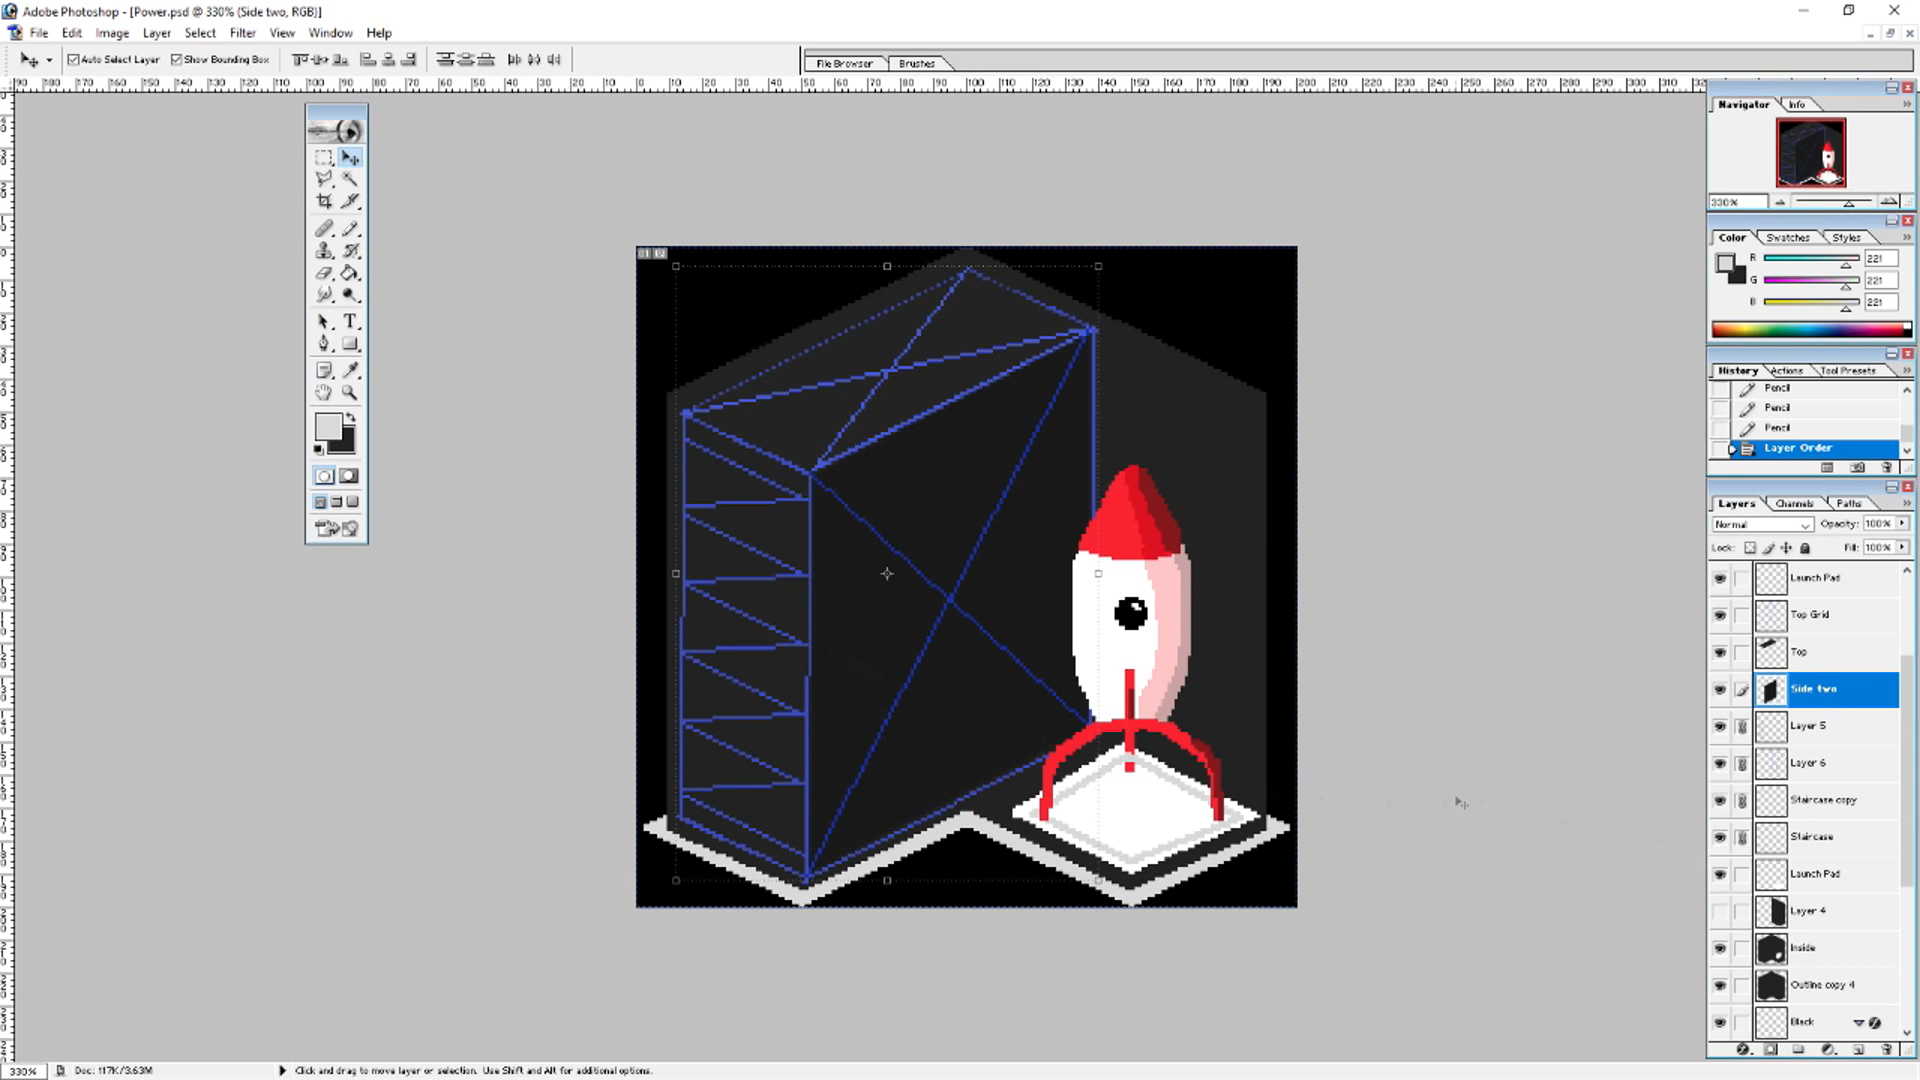 Adobe Photoshop - [Power.psd @ 330% (Side two, RGB)]
File Edit Image Layer Select Filter View Window Help
Auto Select Layer Show Bounding Box File Browser Brushes
Navigator Info
330%
Color Swatches Styles
R 221
G 221
B 221
History Actions Tool Presets
Pencil
Pencil
Pencil
Layer Order
Layers Channels Paths
Normal Opacity: 100%
Lock: Fill: 100%
Launch Pad
Top Grid
Top
Side two
Layer 5
Layer 6
Staircase copy
Staircase
Launch Pad
Layer 4
Inside
Outline copy 4
Black
01
330% Doc: 117K/3.63M Click and drag to move layer or selection. Use Shift and Alt for additional options.